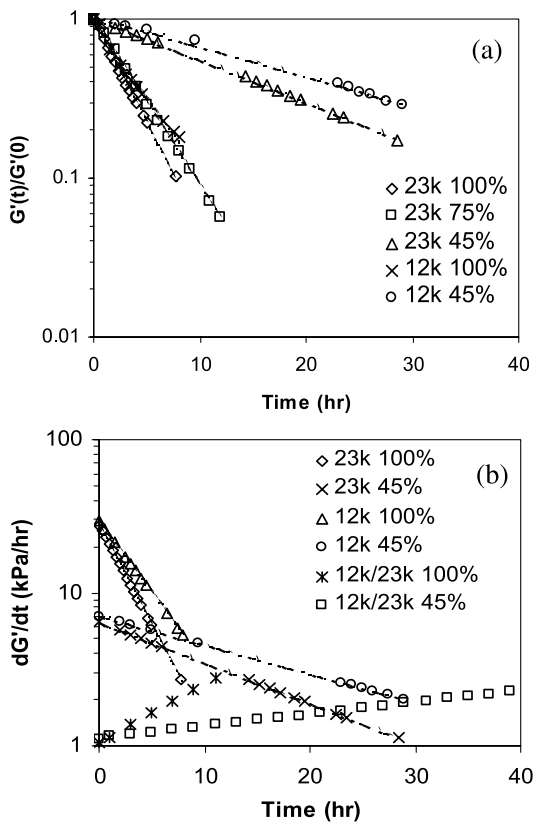 1
(a)
G'(t)/G'(0)
0.1
23k 100%
23k 75%
23k 45%
12k 100%
12k 45%
0.01
0 10 20 30 40
Time (hr)
100
(b)
23k 100%
23k 45%
12k 100%
12k 45%
12k/23k 100%
12k/23k 45%
dG'/dt (kPa/hr)
10
1
0 10 20 30 40
Time (hr)